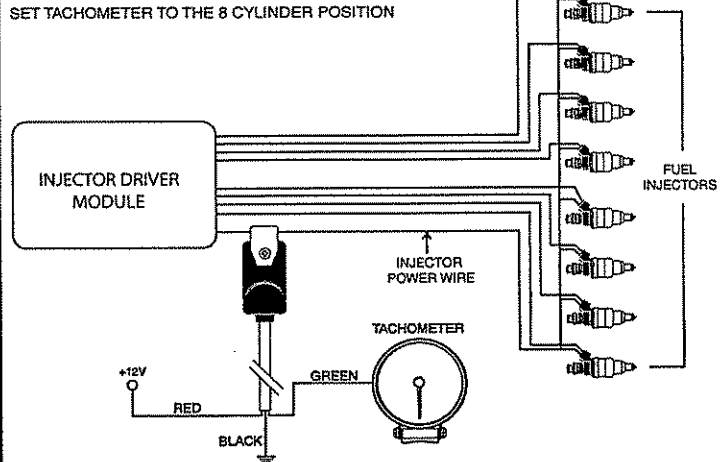 SET TACHOMETER TO THE 8 CYLINDER POSITION
INJECTOR DRIVER
MODULE
FUEL
INJECTORS
INJECTOR
POWER WIRE
TACHOMETER
+12V
GREEN
RED
BLACK